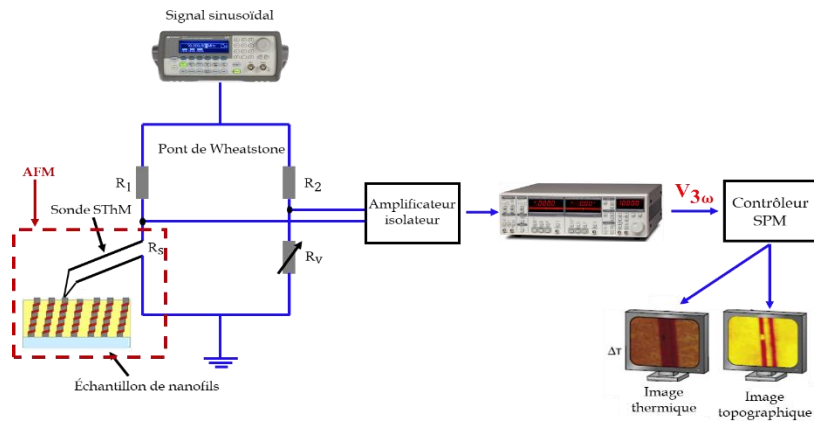 Signal sinusoïdal
Pont de Wheatstone
R1
R2
AFM
Sonde SThM
Rs
Rv
Amplificateur
isolateur
V3ω
Contrôleur
SPM
Échantillon de nanofils
ΔT
Image
thermique
Image
topographique